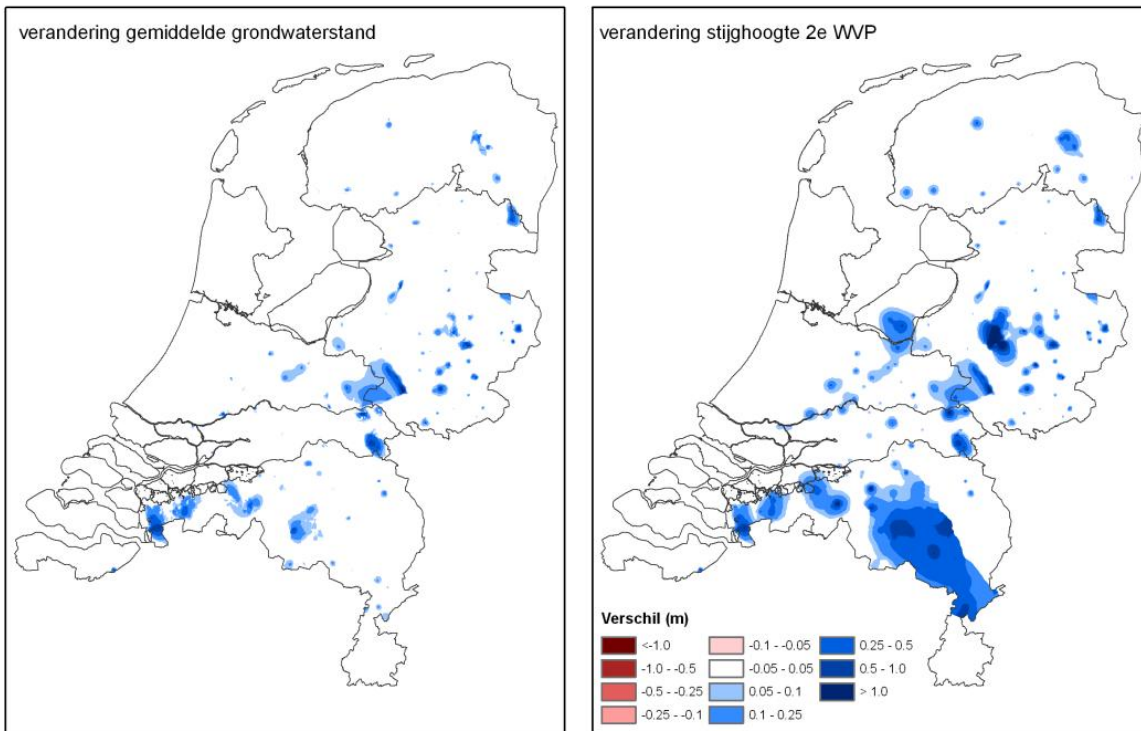 verandering gemiddelde grondwaterstand
verandering stijghoogte 2e WVP
Verschil (m)
<-1.0
-1.0 - -0.5
-0.5 - -0.25
-0.25 - -0.1
-0.1 - -0.05
-0.05 - 0.05
0.05 - 0.1
0.1 - 0.25
0.25 - 0.5
0.5 - 1.0
> 1.0